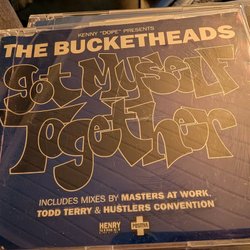 KENNY "DOPE" PRESENTS
THE BUCKETHEADS
got myself
together
INCLUDES MIXES BY MASTERS AT WORK,
TODD TERRY & HUSTLERS CONVENTION
HENRY